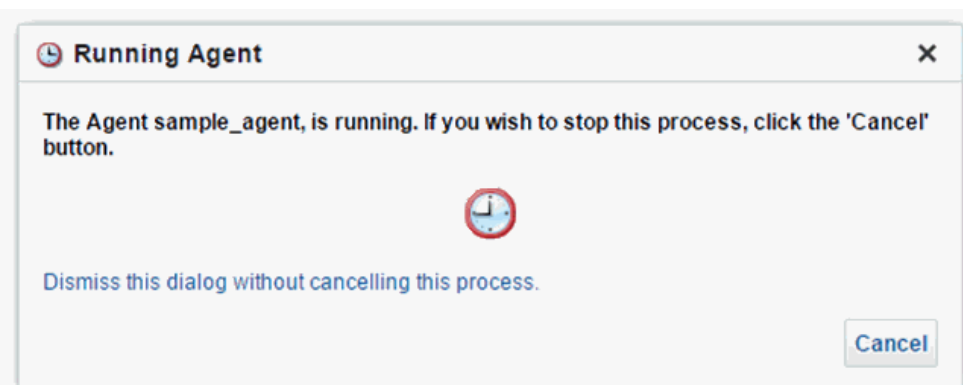 Running Agent
The Agent sample_agent, is running. If you wish to stop this process, click the 'Cancel'
button.
Dismiss this dialog without cancelling this process.
Cancel